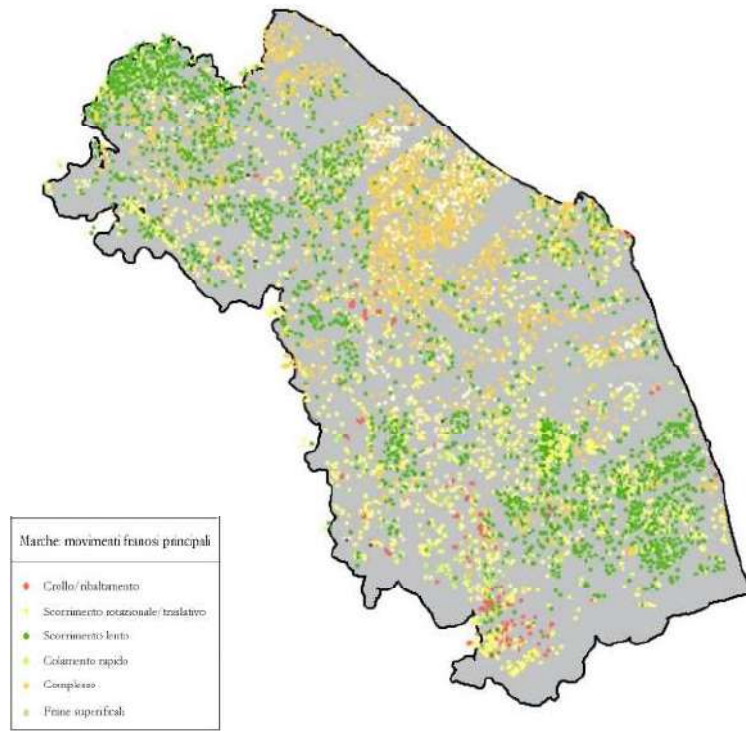 Marche: movimenti franosi principali
Crollo/ribaltamento
Scorrimento rotazionale/traslativo
Scorrimento lento
Colamento rapido
Complesso
Frane superficiali